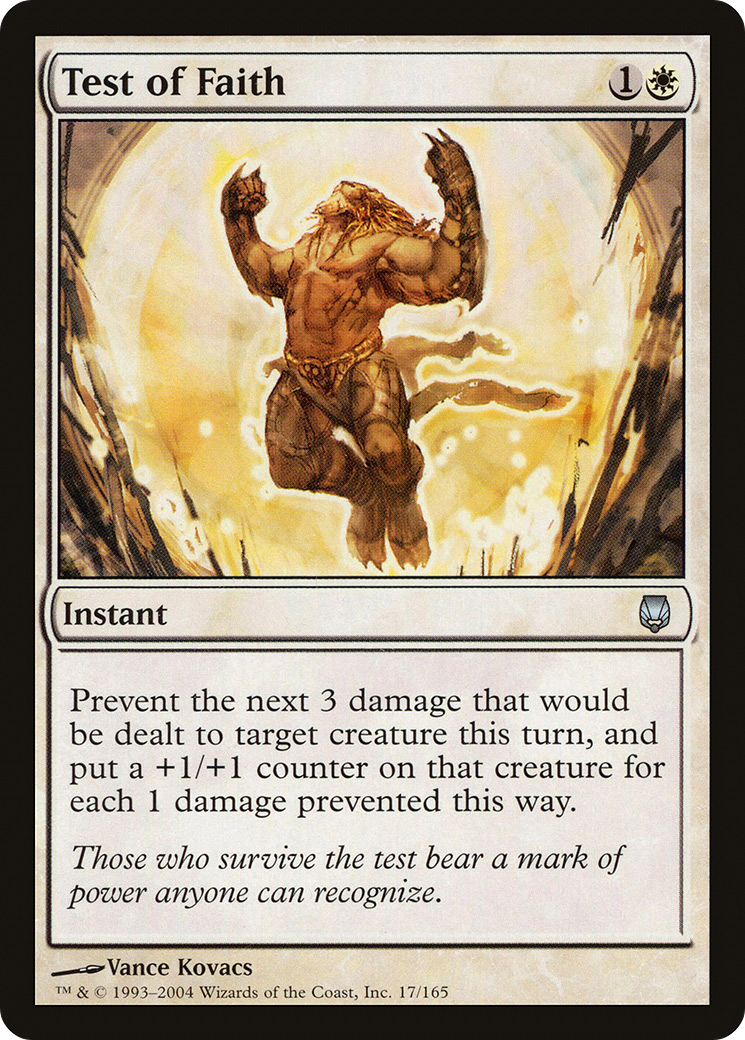 Test of Faith 1
Instant
Prevent the next 3 damage that would
be dealt to target creature this turn, and
put a +1/+1 counter on that creature for
each 1 damage prevented this way.
Those who survive the test bear a mark of
power anyone can recognize.
Vance Kovacs
™ & © 1993–2004 Wizards of the Coast, Inc. 17/165